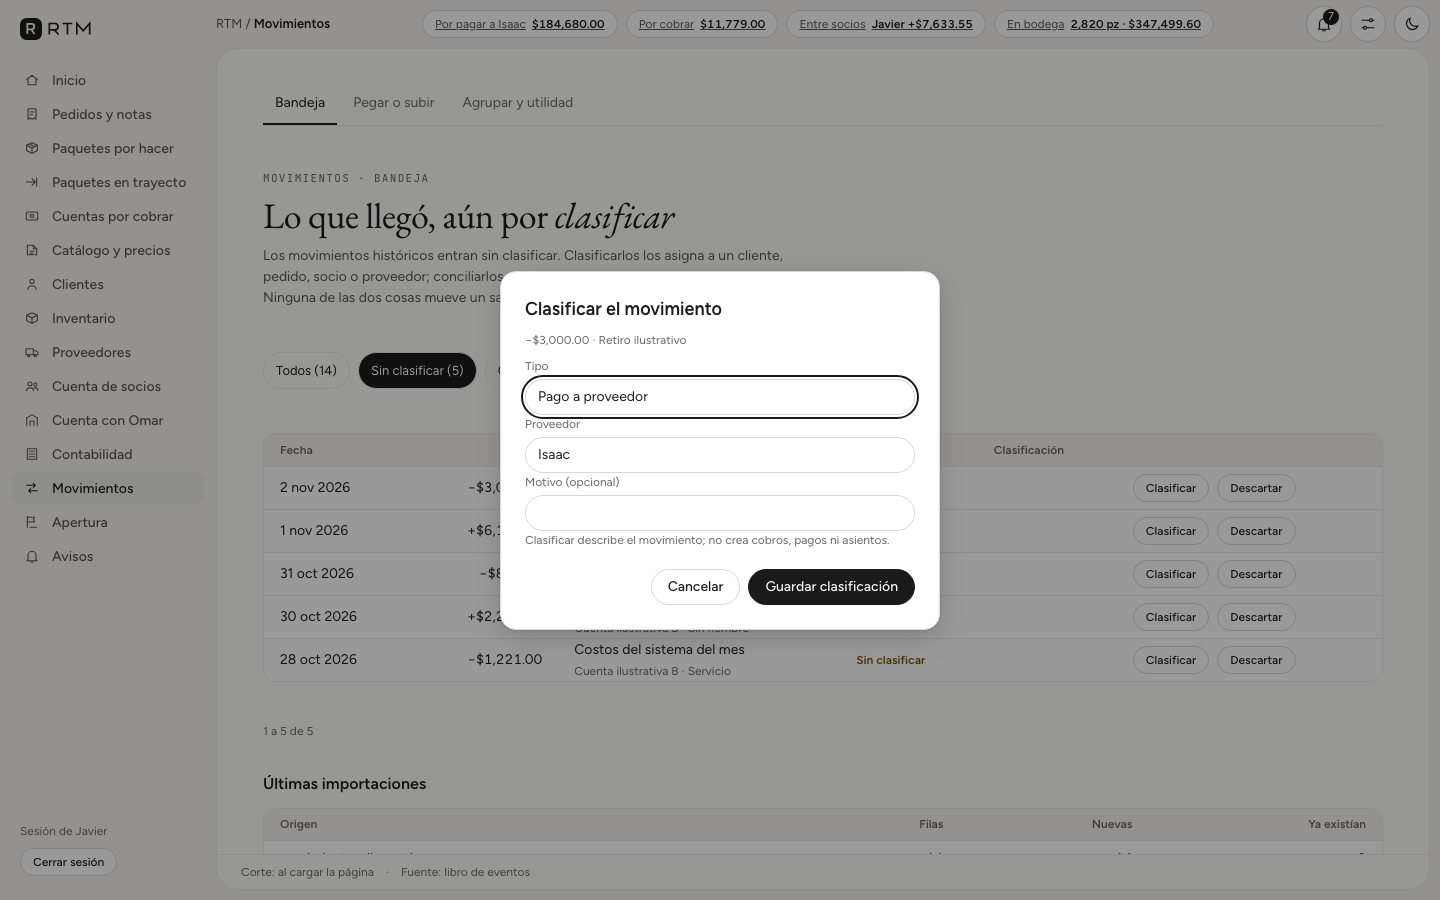 R RTM
RTM / Movimientos
Por pagar a Isaac $184,680.00
Por cobrar $11,779.00
Entre socios Javier +$7,633.55
En bodega 2,820 pz · $347,499.60
7
Inicio
Pedidos y notas
Paquetes por hacer
Paquetes en trayecto
Cuentas por cobrar
Catálogo y precios
Clientes
Inventario
Proveedores
Cuenta de socios
Cuenta con Omar
Contabilidad
Movimientos
Apertura
Avisos
Sesión de Javier
Cerrar sesión
Bandeja Pegar o subir Agrupar y utilidad
MOVIMIENTOS · BANDEJA
Lo que llegó, aún por clasificar
Los movimientos históricos entran sin clasificar. Clasificarlos los asigna a un cliente,
pedido, socio o proveedor; conciliarlos
Ninguna de las dos cosas mueve un
Todos (14) Sin clasificar (5)
Clasificar el movimiento
−$3,000.00 · Retiro ilustrativo
Tipo
Pago a proveedor
Proveedor
Isaac
Motivo (opcional)
Clasificar describe el movimiento; no crea cobros, pagos ni asientos.
Cancelar Guardar clasificación
Fecha Clasificación
2 nov 2026 Clasificar Descartar
1 nov 2026 Clasificar Descartar
31 oct 2026 Clasificar Descartar
30 oct 2026 Clasificar Descartar
28 oct 2026 −$1,221.00 Costos del sistema del mes Sin clasificar Clasificar Descartar
Cuenta ilustrativa B · Servicio
1 a 5 de 5
Últimas importaciones
Origen Filas Nuevas Ya existían
Corte: al cargar la página · Fuente: libro de eventos